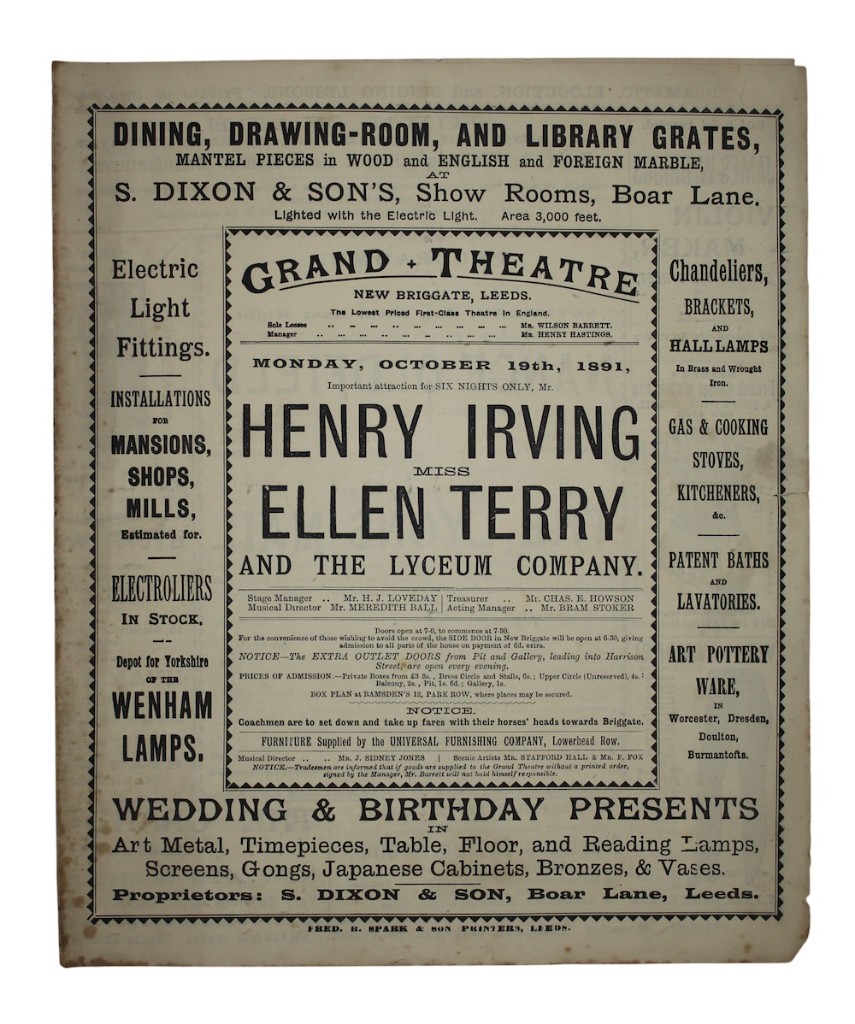 DINING, DRAWING-ROOM, AND LIBRARY GRATES,
MANTEL PIECES in WOOD and ENGLISH and FOREIGN MARBLE,
AT
S. DIXON & SON'S, Show Rooms, Boar Lane.
Lighted with the Electric Light. Area 3,000 feet.
Electric
Light
Fittings.
INSTALLATIONS
FOR
MANSIONS,
SHOPS,
MILLS,
Estimated for.
ELECTROLIERS
IN STOCK.
Depot for Yorkshire
OF THE
WENHAM
LAMPS.
GRAND + THEATRE
NEW BRIGGATE, LEEDS.
The Lowest Priced First-Class Theatre in England.
Sole Lessee .. ... ... .. ... ... ... ... ... ... MR. WILSON BARRETT.
Manager .. ... ... ... .. ... .. ... .. ... ... MR. HENRY HASTINGS.
MONDAY, OCTOBER 19th, 1891,
Important attraction for SIX NIGHTS ONLY, Mr.
HENRY IRVING
MISS
ELLEN TERRY
AND THE LYCEUM COMPANY.
Stage Manager .. Mr. H. J. LOVEDAY | Treasurer .. Mr. CHAS. E. HOWSON
Musical Director Mr. MEREDITH BALL | Acting Manager .. Mr. BRAM STOKER
Doors open at 7-0, to commence at 7-30.
For the convenience of those wishing to avoid the crowd, the SIDE DOOR in New Briggate will be open at 6-30, giving
admission to all parts of the house on payment of 6d. extra.
NOTICE—The EXTRA OUTLET DOORS from Pit and Gallery, leading into Harrison
Street, are open every evening.
PRICES OF ADMISSION:—Private Boxes from £3 3s.; Dress Circle and Stalls, 6s.; Upper Circle (Unreserved), 4s.;
Balcony, 2s., Pit, 1s. 6d.; Gallery, 1s.
BOX PLAN at RAMSDEN'S 12, PARK ROW, where places may be secured.
NOTICE.
Coachmen are to set down and take up fares with their horses' heads towards Briggate.
FURNITURE Supplied by the UNIVERSAL FURNISHING COMPANY, Lowerhead Row.
Musical Director .. .. MR. J. SIDNEY JONES | Scenic Artists MR. STAFFORD HALL & MR. F. FOX
NOTICE.—Tradesmen are informed that if goods are supplied to the Grand Theatre without a printed order,
signed by the Manager, Mr. Barrett will not hold himself responsible.
Chandeliers,
BRACKETS,
AND
HALL LAMPS
In Brass and Wrought
Iron.
GAS & COOKING
STOVES,
KITCHENERS,
&c.
PATENT BATHS
AND
LAVATORIES.
ART POTTERY
WARE,
IN
Worcester, Dresden,
Doulton,
Burmantofts.
WEDDING & BIRTHDAY PRESENTS
IN
Art Metal, Timepieces, Table, Floor, and Reading Lamps,
Screens, Gongs, Japanese Cabinets, Bronzes, & Vases.
Proprietors: S. DIXON & SON, Boar Lane, Leeds.
FRED. R. SPARK & SON PRINTERS, LEEDS.